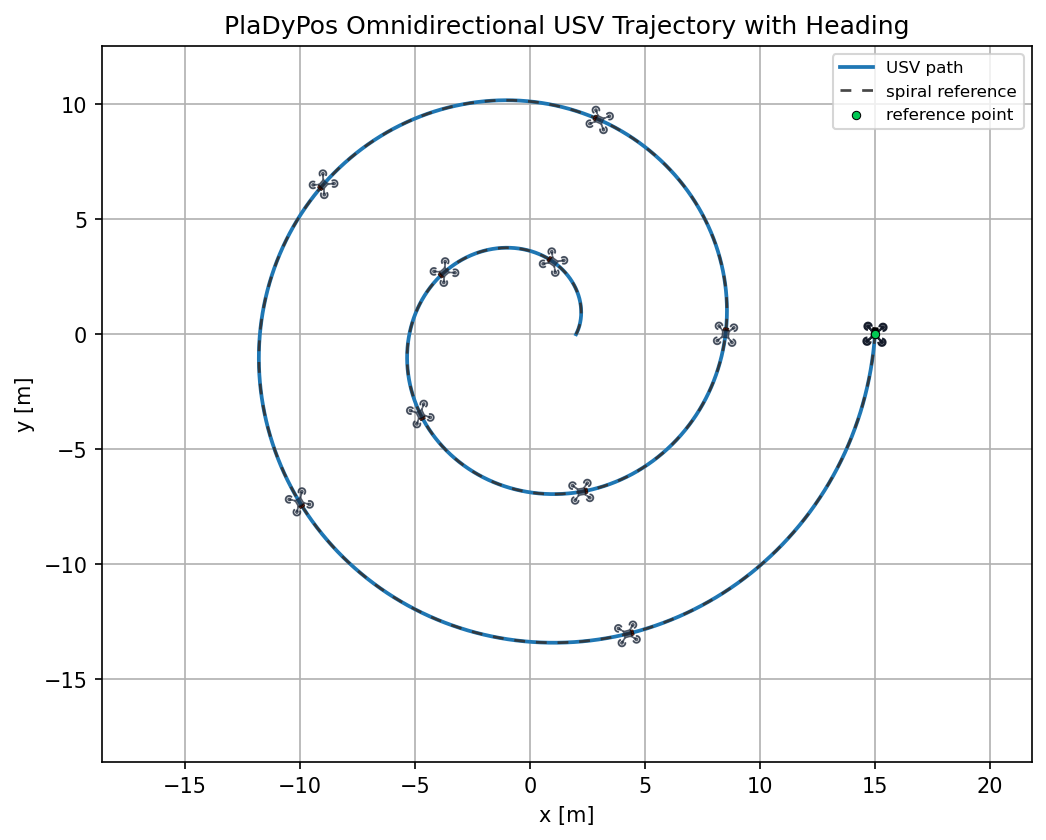 PlaDyPos Omnidirectional USV Trajectory with Heading
USV path
spiral reference
reference point
10
5
0
−5
−10
−15
y [m]
−15 −10 −5 0 5 10 15 20
x [m]